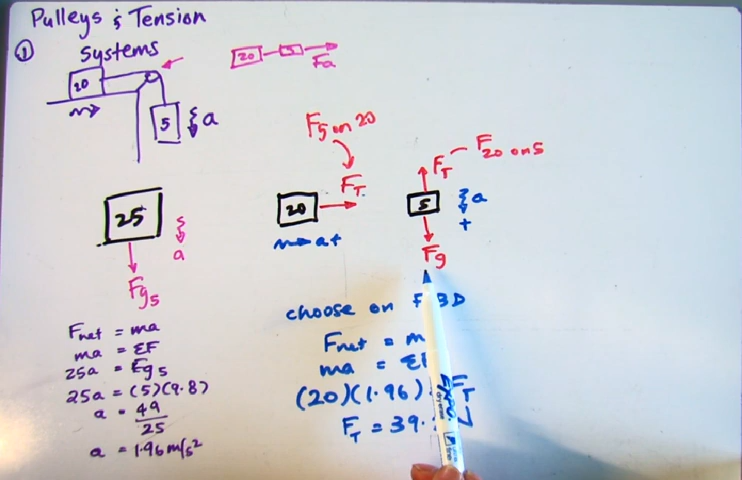 Pulleys & Tension
Systems
①
20
5
a
20
5
Fa
25
a
Fg5
Fnet = ma
ma = ΣF
25a = Fg5
25a = (5)(9.8)
a = 49
25
a = 1.96 m/s²
F5 on 20
FT
20
a +
F20 on 5
FT
5
a
+
Fg
choose on
Fnet =
ma =
(20)(1.96) FT
FT = 39.
EXPO